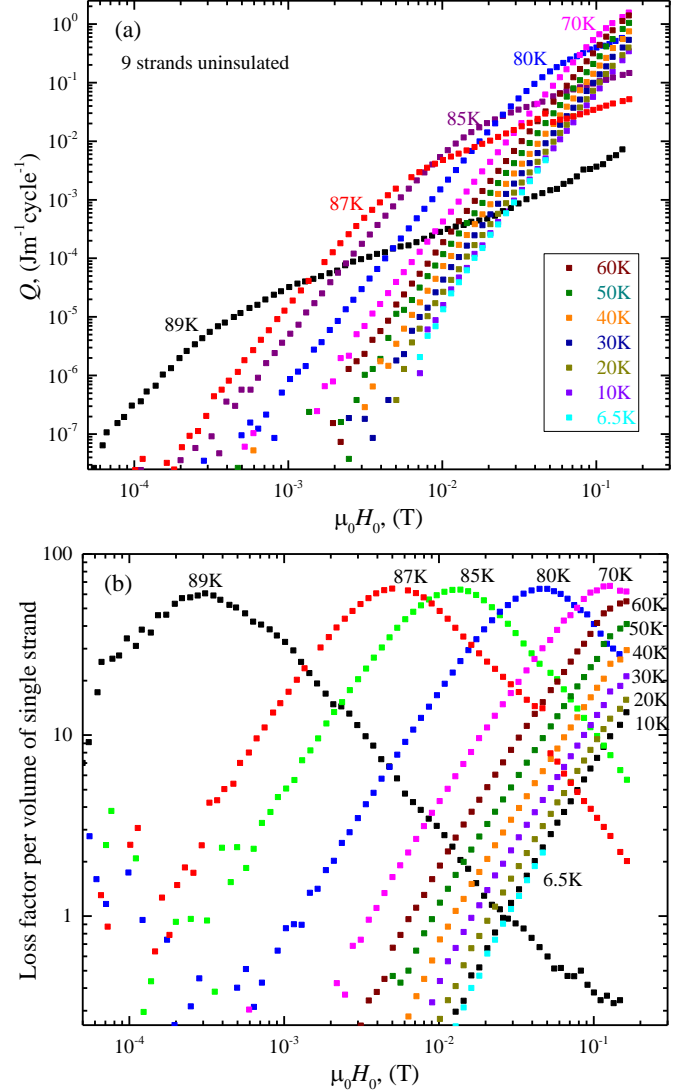 (a)
9 strands uninsulated
70K
80K
85K
87K
89K
60K
50K
40K
30K
20K
10K
6.5K
10⁰
10⁻¹
10⁻²
10⁻³
10⁻⁴
10⁻⁵
10⁻⁶
10⁻⁷
Q, (Jm⁻¹cycle⁻¹)
10⁻⁴ 10⁻³ 10⁻² 10⁻¹
μ₀H₀, (T)
(b)
89K 87K 85K 80K 70K
60K
50K
40K
30K
20K
10K
6.5K
100
10
1
Loss factor per volume of single strand
10⁻⁴ 10⁻³ 10⁻² 10⁻¹
μ₀H₀, (T)